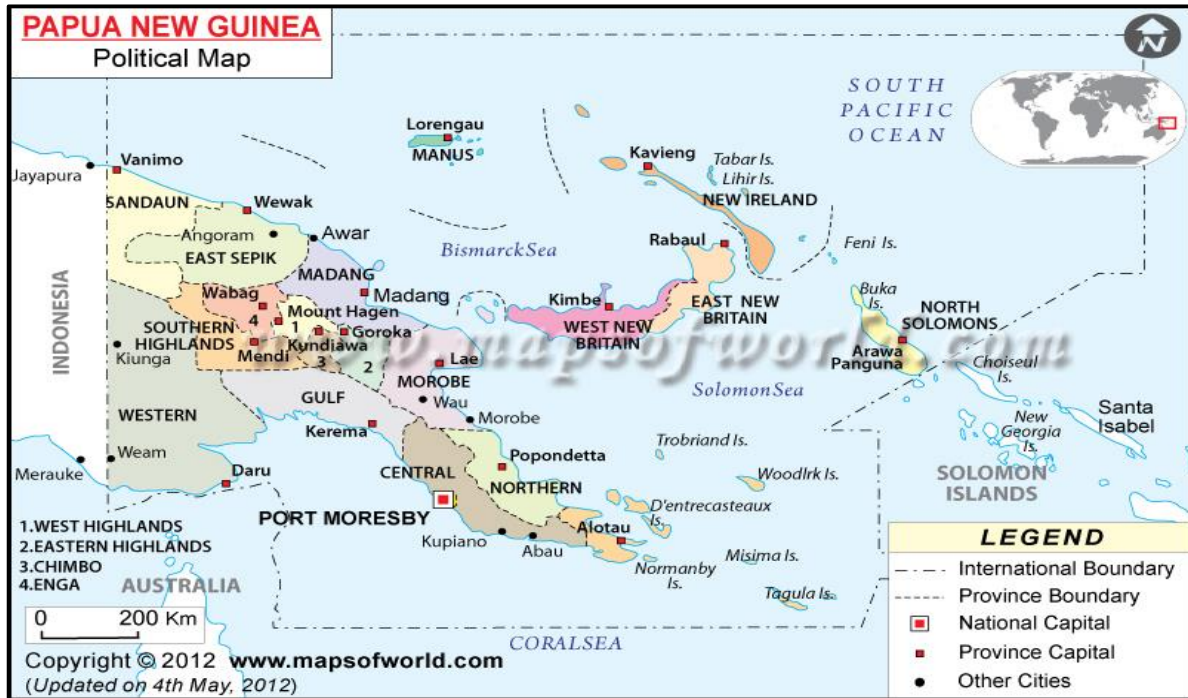 PAPUA NEW GUINEA
Political Map
N
SOUTH
PACIFIC
OCEAN
Lorengau
MANUS
Kavieng
Tabar Is.
Lihir Is.
NEW IRELAND
Jayapura
Vanimo
SANDAUN
Wewak
Angoram
Awar
EAST SEPIK
Bismarck Sea
Rabaul
Feni Is.
MADANG
Madang
INDONESIA
Wabag
4
Mount Hagen
1
Kimbe
EAST NEW
BRITAIN
WEST NEW
BRITAIN
Buka
Is.
NORTH
SOLOMONS
SOUTHERN
HIGHLANDS
Kundiawa
Goroka
Mendi
3
2
Kiunga
Lae
MOROBE
www.mapsofworld.com
Arawa
Panguna
Choiseul
Is.
Solomon Sea
GULF
Wau
Morobe
WESTERN
Kerema
New
Georgia
Is.
Santa
Isabel
Trobriand Is.
Weam
Merauke
Daru
CENTRAL
Popondetta
NORTHERN
Woodlrk Is.
SOLOMON
ISLANDS
D'entrecasteaux
Is.
PORT MORESBY
Kupiano
Abau
Alotau
Normanby
Is.
Misima Is.
Tagula Is.
1.WEST HIGHLANDS
2.EASTERN HIGHLANDS
3.CHIMBO
4.ENGA
AUSTRALIA
0 200 Km
CORALSEA
Copyright © 2012 www.mapsofworld.com
(Updated on 4th May, 2012)
LEGEND
International Boundary
Province Boundary
National Capital
Province Capital
Other Cities